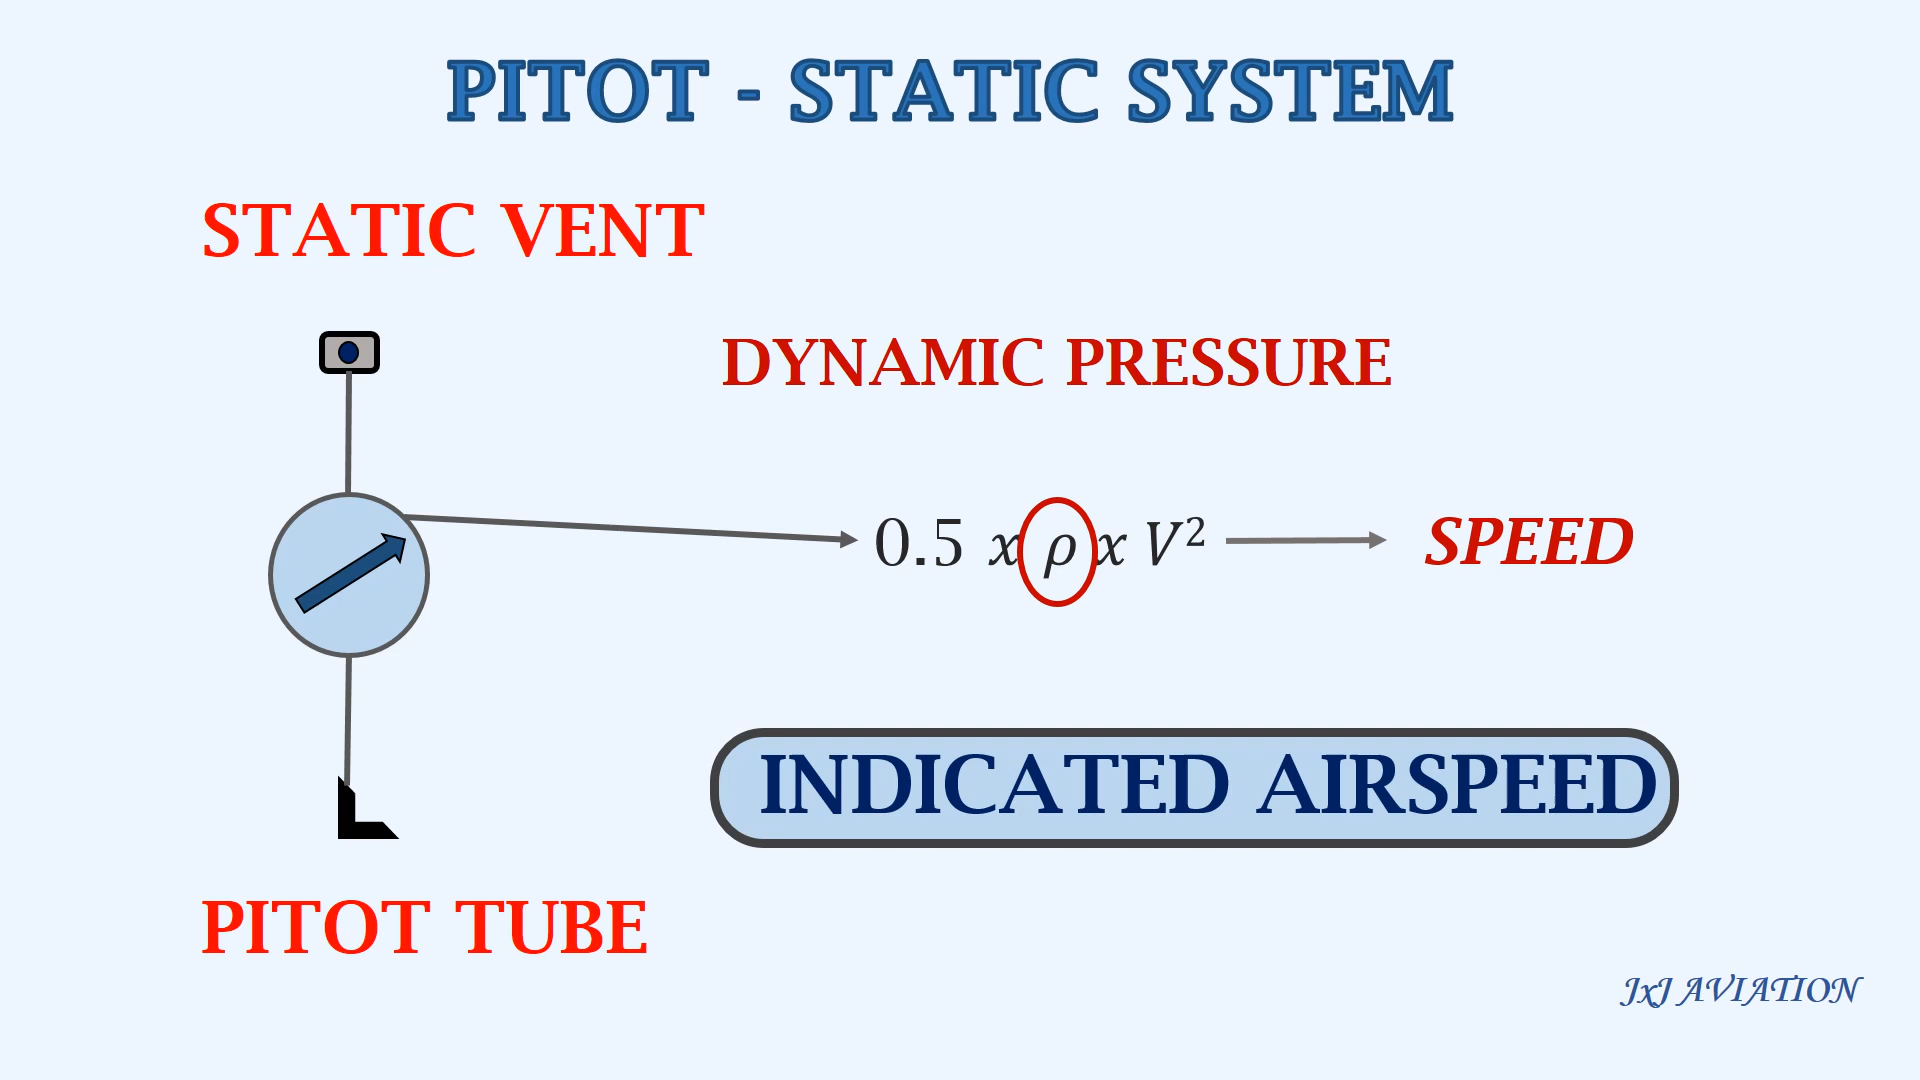 PITOT - STATIC SYSTEM
STATIC VENT
DYNAMIC PRESSURE
0.5 x ρ x V²
SPEED
INDICATED AIRSPEED
PITOT TUBE
JxJ AVIATION